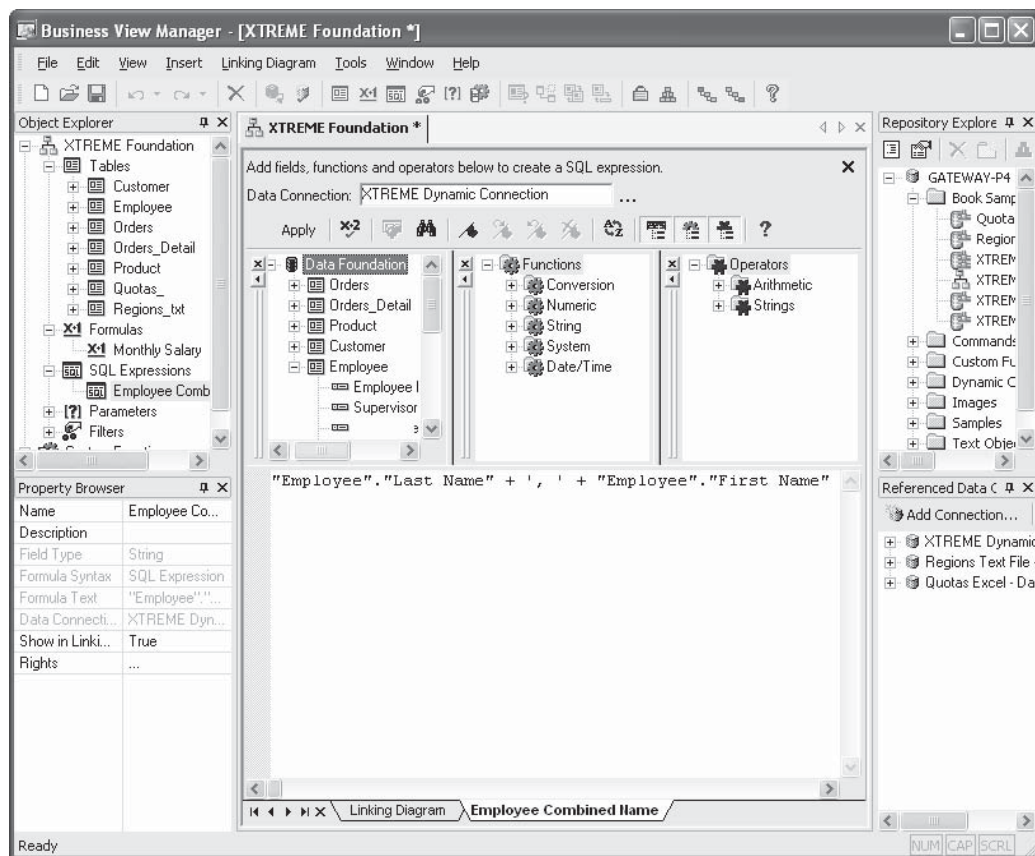 Business View Manager - [XTREME Foundation *]
File Edit View Insert Linking Diagram Tools Window Help
Object Explorer
XTREME Foundation
Tables
Customer
Employee
Orders
Orders_Detail
Product
Quotas_
Regions_txt
Formulas
Monthly Salary
SQL Expressions
Employee Comb
Parameters
Filters
Property Browser
Name Employee Co...
Description
Field Type String
Formula Syntax SQL Expression
Formula Text "Employee"."...
Data Connecti... XTREME Dyn...
Show in Linki... True
Rights ...
XTREME Foundation *
Add fields, functions and operators below to create a SQL expression.
Data Connection: XTREME Dynamic Connection ...
Apply
Data Foundation
Orders
Orders_Detail
Product
Customer
Employee
Employee I
Supervisor
Functions
Conversion
Numeric
String
System
Date/Time
Operators
Arithmetic
Strings
"Employee"."Last Name" + ', ' + "Employee"."First Name"
Linking Diagram Employee Combined Name
Repository Explore
GATEWAY-P4
Book Samp
Quota
Region
XTREM
XTREM
XTREM
XTREM
Commands
Custom Fu
Dynamic C
Images
Samples
Text Obje
Referenced Data C
Add Connection...
XTREME Dynamic
Regions Text File -
Quotas Excel - Da
Ready
NUM CAP SCRL